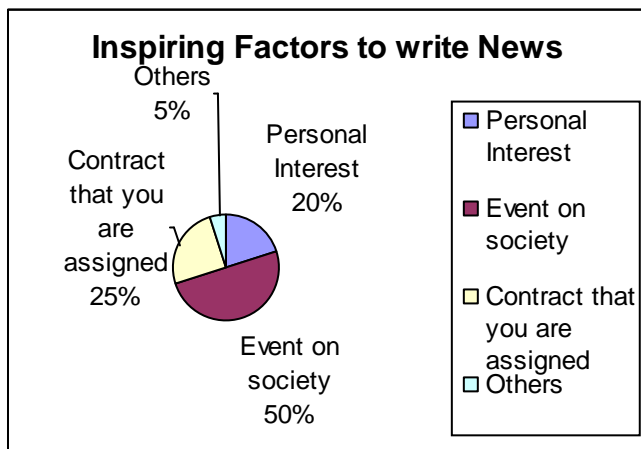 Inspiring Factors to write News
Others
5%
Personal
Interest
20%
Contract
that you
are
assigned
25%
Event on
society
50%
Personal
Interest
Event on
society
Contract that
you are
assigned
Others